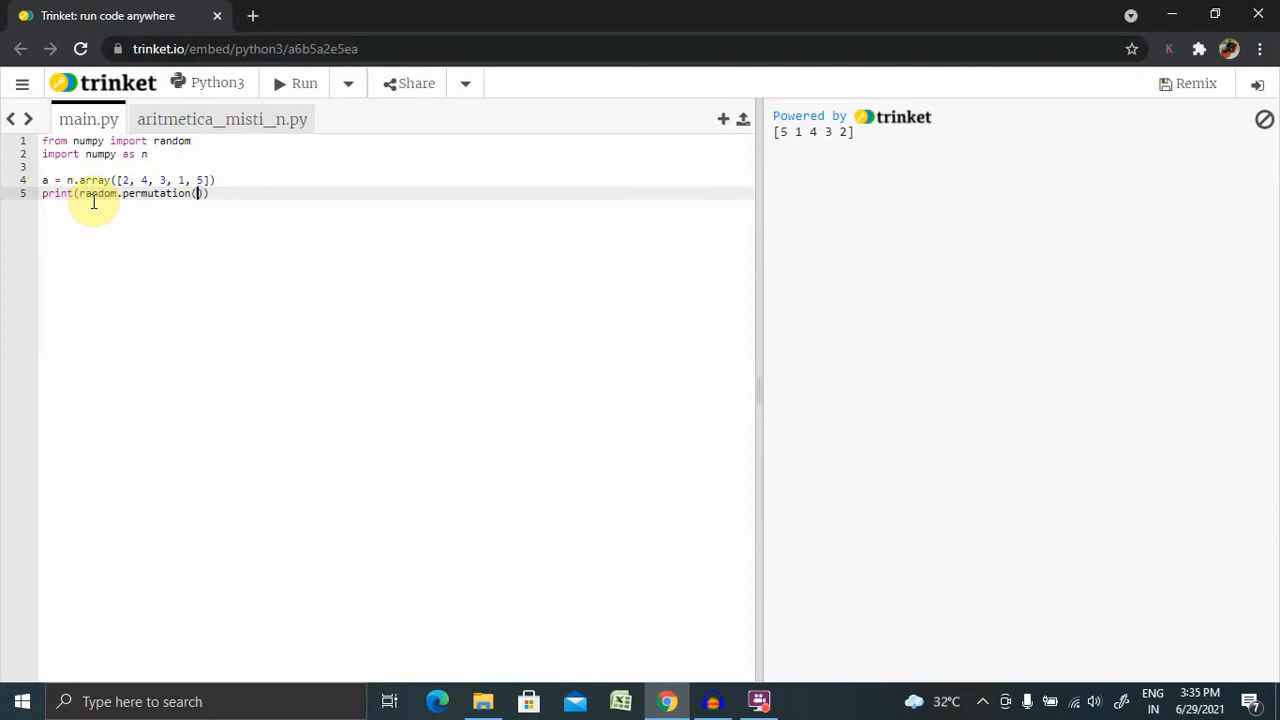 Trinket: run code anywhere
trinket.io/embed/python3/a6b5a2e5ea
K
trinket Python3 Run Share Remix
main.py aritmetica_misti_n.py
1 from numpy import random
2 import numpy as n
3
4 a = n.array([2, 4, 3, 1, 5])
5 print(random.permutation())
Powered by trinket
[5 1 4 3 2]
Type here to search
32°C
ENG
IN
3:35 PM
6/29/2021
7